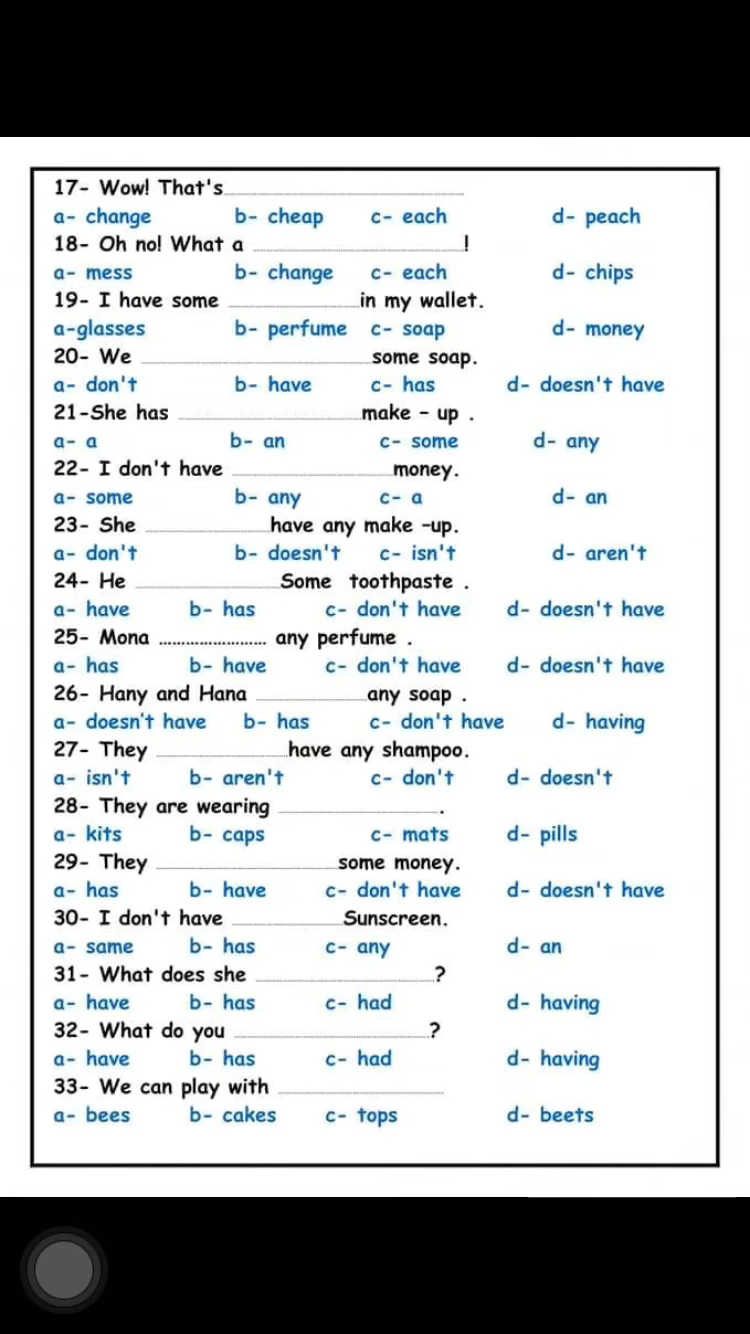 17- Wow! That's
a- change b- cheap c- each d- peach
18- Oh no! What a !
a- mess b- change c- each d- chips
19- I have some in my wallet.
a-glasses b- perfume c- soap d- money
20- We some soap.
a- don't b- have c- has d- doesn't have
21-She has make - up .
a- a b- an c- some d- any
22- I don't have money.
a- some b- any c- a d- an
23- She have any make -up.
a- don't b- doesn't c- isn't d- aren't
24- He Some toothpaste .
a- have b- has c- don't have d- doesn't have
25- Mona ........................ any perfume .
a- has b- have c- don't have d- doesn't have
26- Hany and Hana any soap .
a- doesn't have b- has c- don't have d- having
27- They have any shampoo.
a- isn't b- aren't c- don't d- doesn't
28- They are wearing .
a- kits b- caps c- mats d- pills
29- They some money.
a- has b- have c- don't have d- doesn't have
30- I don't have Sunscreen.
a- same b- has c- any d- an
31- What does she ?
a- have b- has c- had d- having
32- What do you ?
a- have b- has c- had d- having
33- We can play with
a- bees b- cakes c- tops d- beets